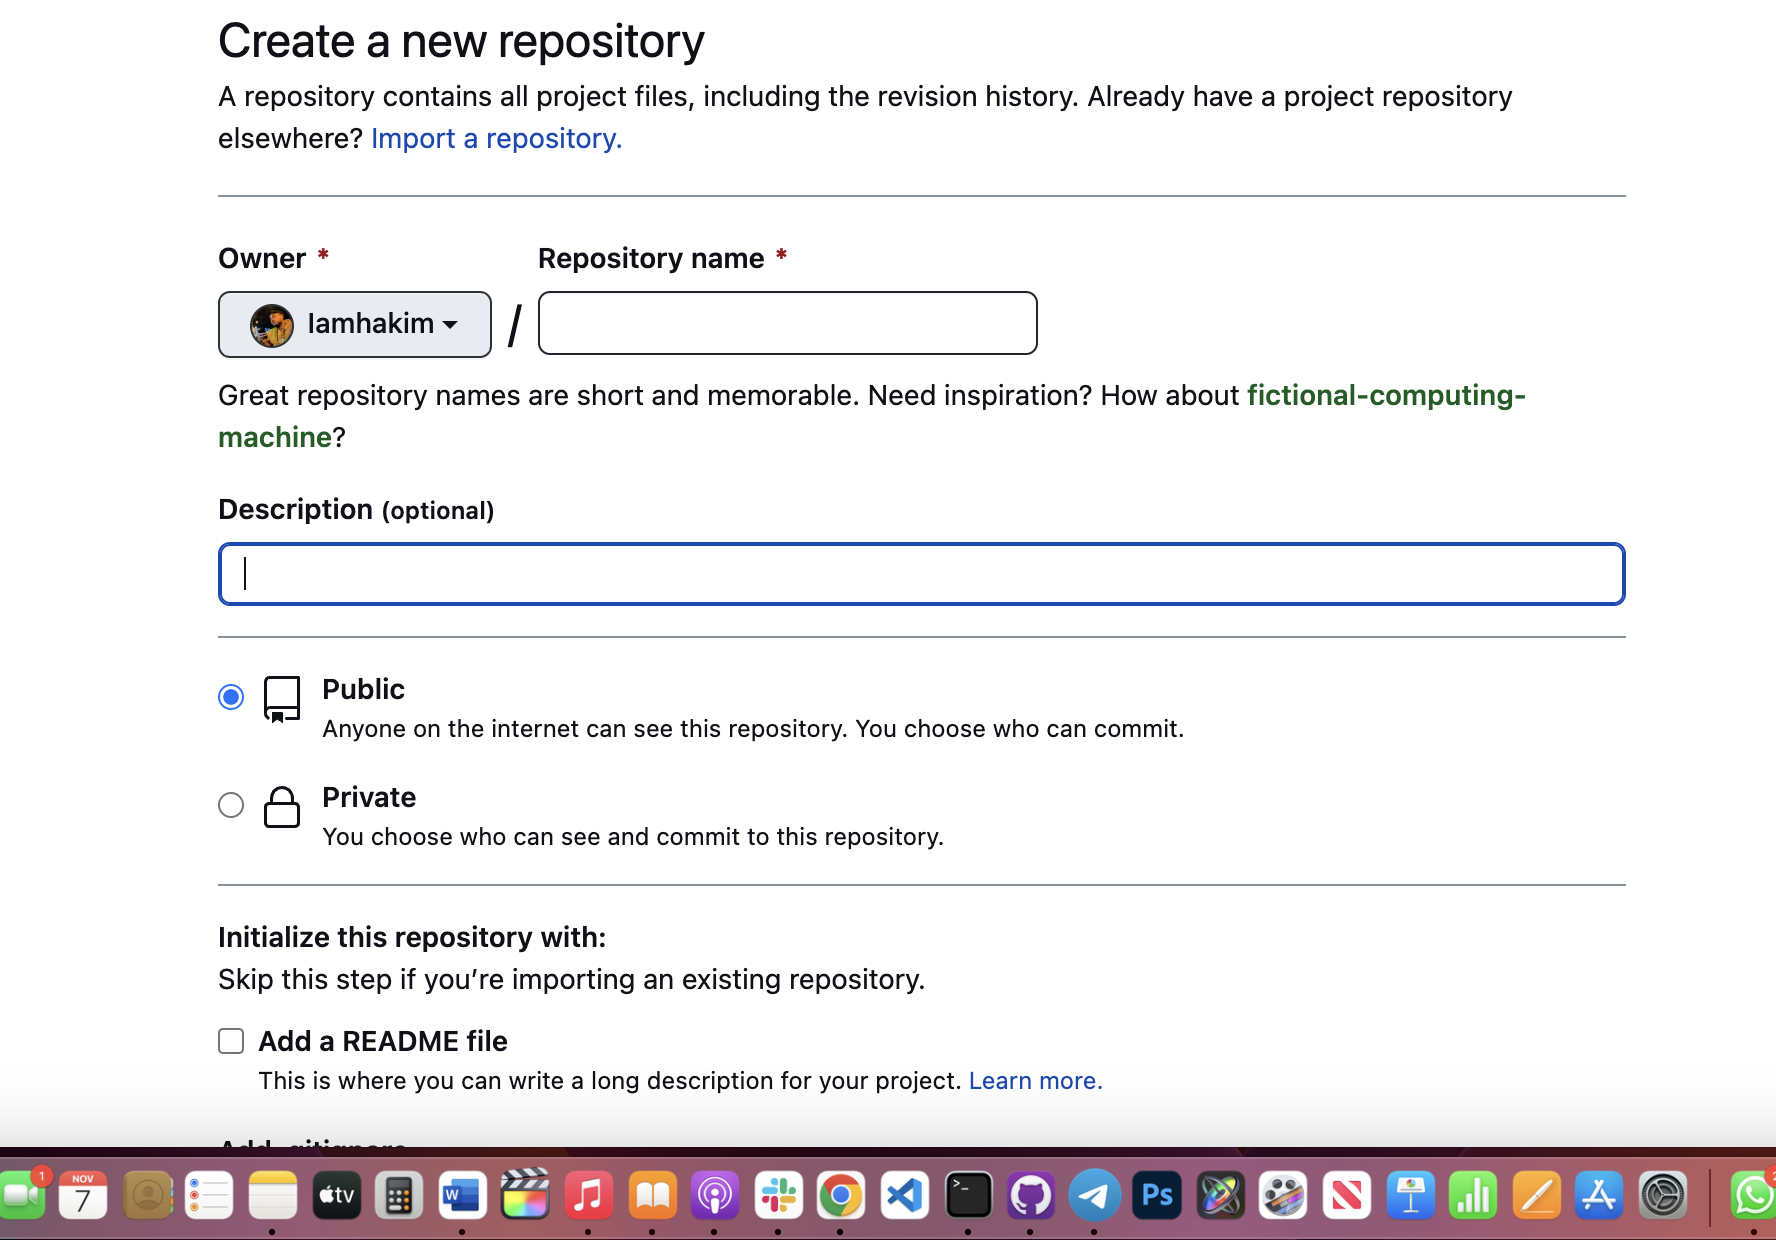 Create a new repository
A repository contains all project files, including the revision history. Already have a project repository
elsewhere? Import a repository.
Owner *
Repository name *
Iamhakim
/
Great repository names are short and memorable. Need inspiration? How about fictional-computing-
machine?
Description (optional)
Public
Anyone on the internet can see this repository. You choose who can commit.
Private
You choose who can see and commit to this repository.
Initialize this repository with:
Skip this step if you’re importing an existing repository.
Add a README file
This is where you can write a long description for your project. Learn more.
Add .gitignore
1
NOV
7
tv
W
>_
Ps